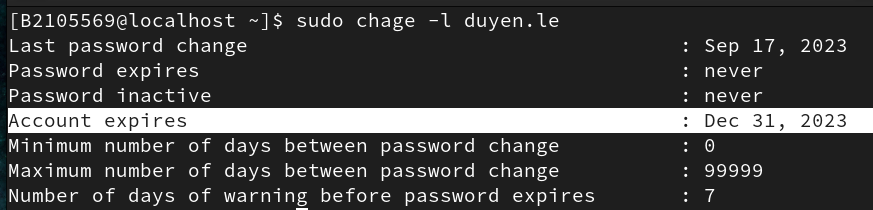 [B2105569@localhost ~]$ sudo chage -l duyen.le
Last password change : Sep 17, 2023
Password expires : never
Password inactive : never
Account expires : Dec 31, 2023
Minimum number of days between password change : 0
Maximum number of days between password change : 99999
Number of days of warning before password expires : 7